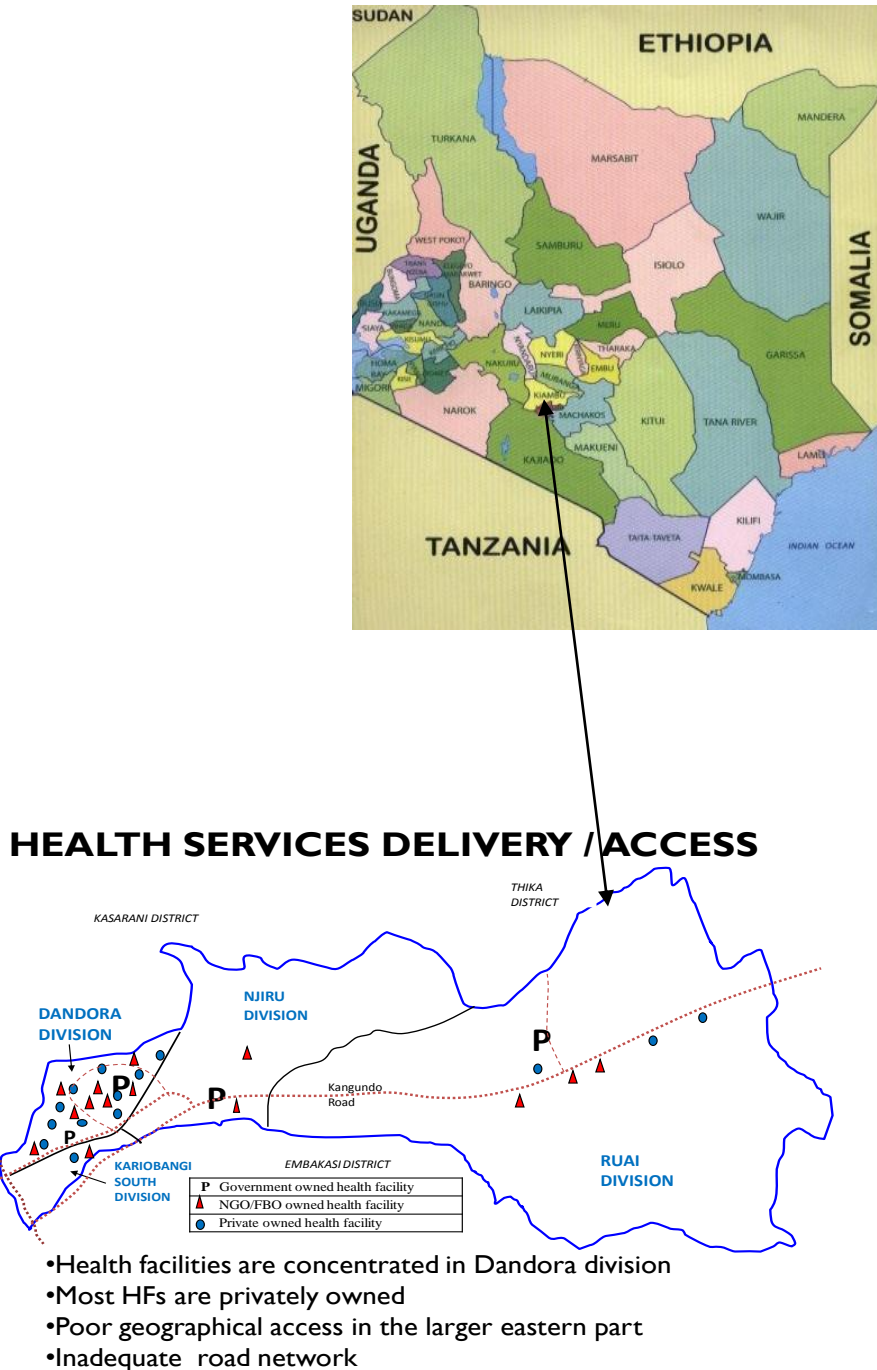 SUDAN
ETHIOPIA
MANDERA
TURKANA
MARSABIT
UGANDA
WAJIR
WEST POKOT
SAMBURU
SOMALIA
ISIOLO
BARINGO
LAIKIPIA
KAKAMEGA
NANDI
SIAYA
KISUMU
MERU
THARAKA
NYERI
NYANDARUA
EMBU
GARISSA
HOMA
BAY
NAKURU
MURANGA
KIAMBU
MIGORI
NAROK
MACHAKOS
KITUI
TANA RIVER
MAKUENI
LAMU
KAJIADO
KILIFI
TANZANIA
TAITA-TAVETA
INDIAN OCEAN
MOMBASA
KWALE
HEALTH SERVICES DELIVERY / ACCESS
THIKA
DISTRICT
KASARANI DISTRICT
NJIRU
DIVISION
DANDORA
DIVISION
P
P
P
Kangundo
Road
P
KARIOBANGI
SOUTH
DIVISION
EMBAKASI DISTRICT
RUAI
DIVISION
P Government owned health facility
NGO/FBO owned health facility
Private owned health facility
•Health facilities are concentrated in Dandora division
•Most HFs are privately owned
•Poor geographical access in the larger eastern part
•Inadequate road network